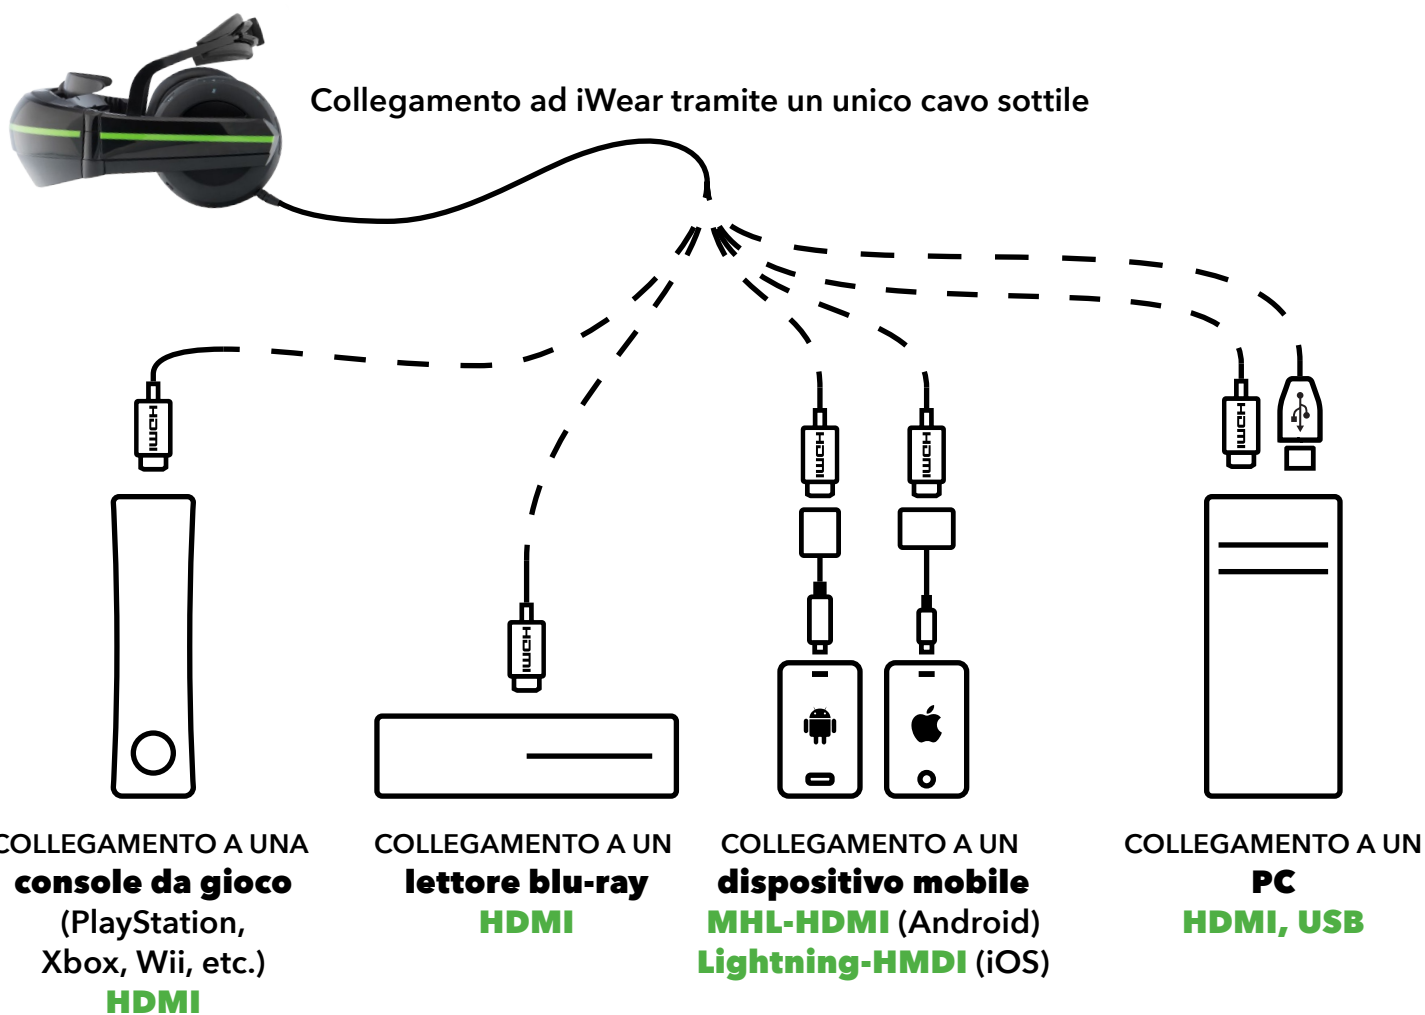 Collegamento ad iWear tramite un unico cavo sottile
HDMI
HDMI
HDMI
HDMI
HDMI
COLLEGAMENTO A UNA
console da gioco
(PlayStation,
Xbox, Wii, etc.)
HDMI
COLLEGAMENTO A UN
lettore blu-ray
HDMI
COLLEGAMENTO A UN
dispositivo mobile
MHL-HDMI (Android)
Lightning-HMDI (iOS)
COLLEGAMENTO A UN
PC
HDMI, USB